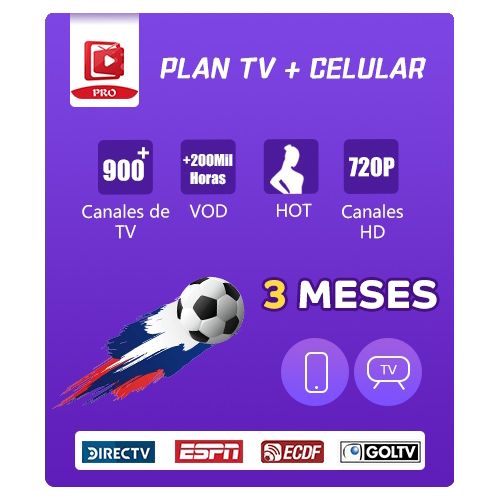 PRO
PLAN TV + CELULAR
900+
Canales de
TV
+200Mil
Horas
VOD
HOT
720P
Canales
HD
3 MESES
TV
DIRECTV
ESPN
ECDF
GOLTV